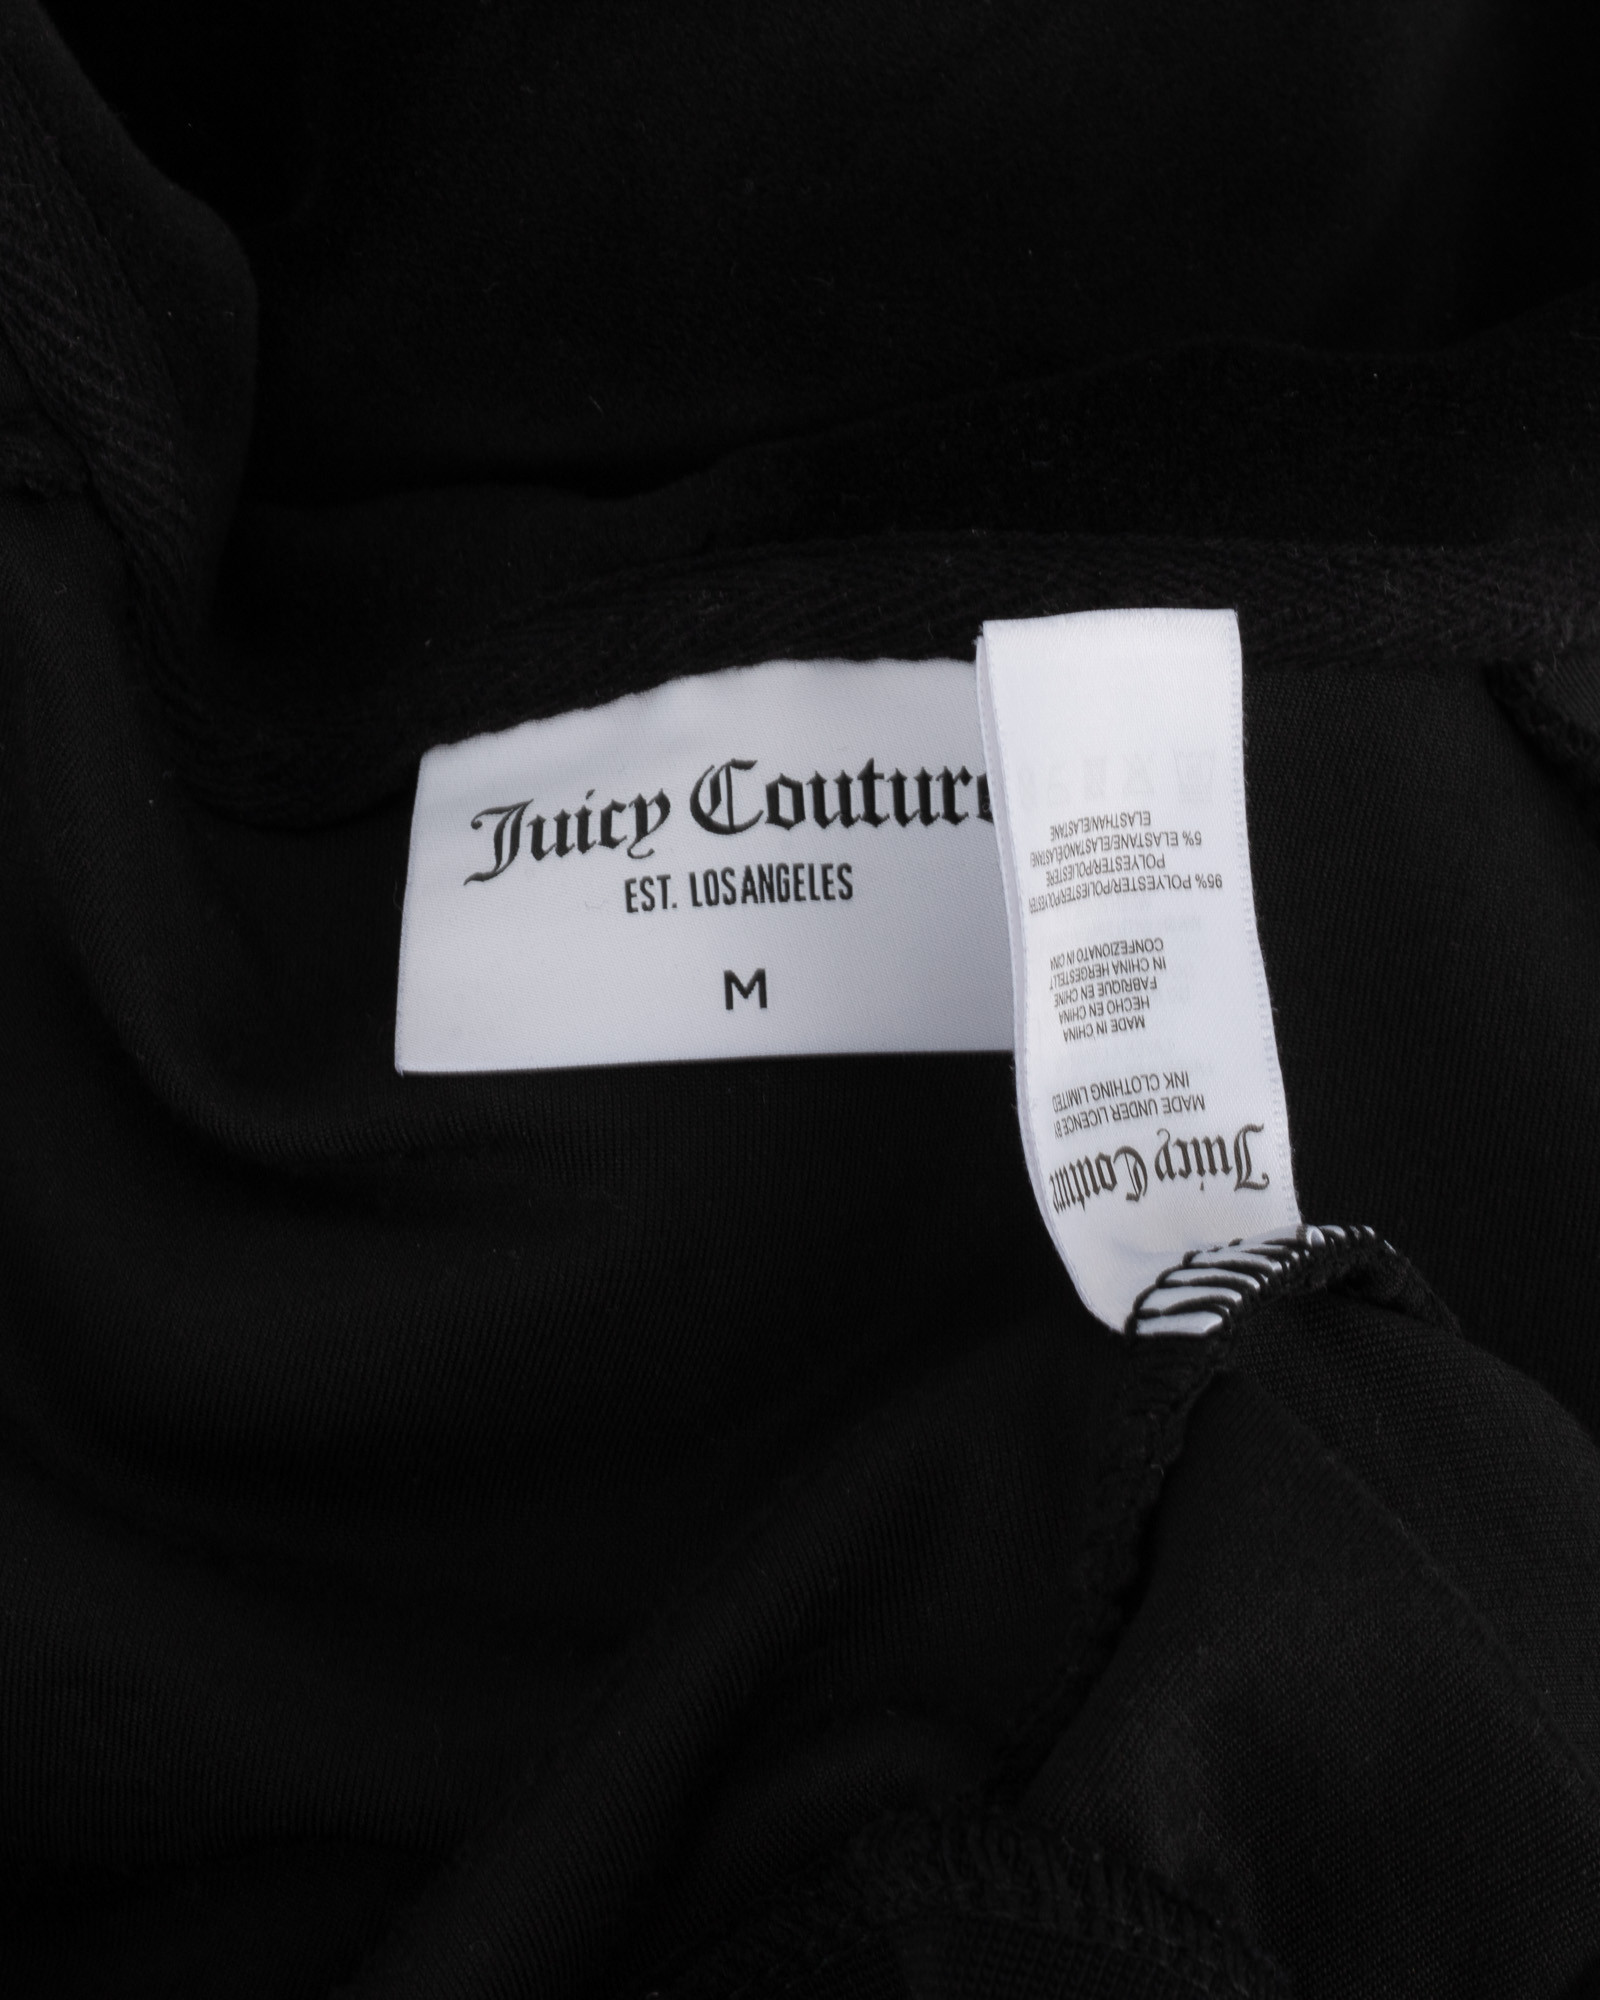 Juicy Couture
EST. LOS ANGELES
M
Juicy Couture
MADE UNDER LICENCE BY
INK CLOTHING LIMITED
MADE IN CHINA
HECHO EN CHINA
FABRIQUE EN CHINE
IN CHINA HERGESTELLT
CONFEZIONATO IN CINA
95% POLYESTER/POLIESTER/POLYESTER
POLYESTER/POLIESTERE
5% ELASTANE/ELASTANO/ELASTANE
ELASTHAN/ELASTANE